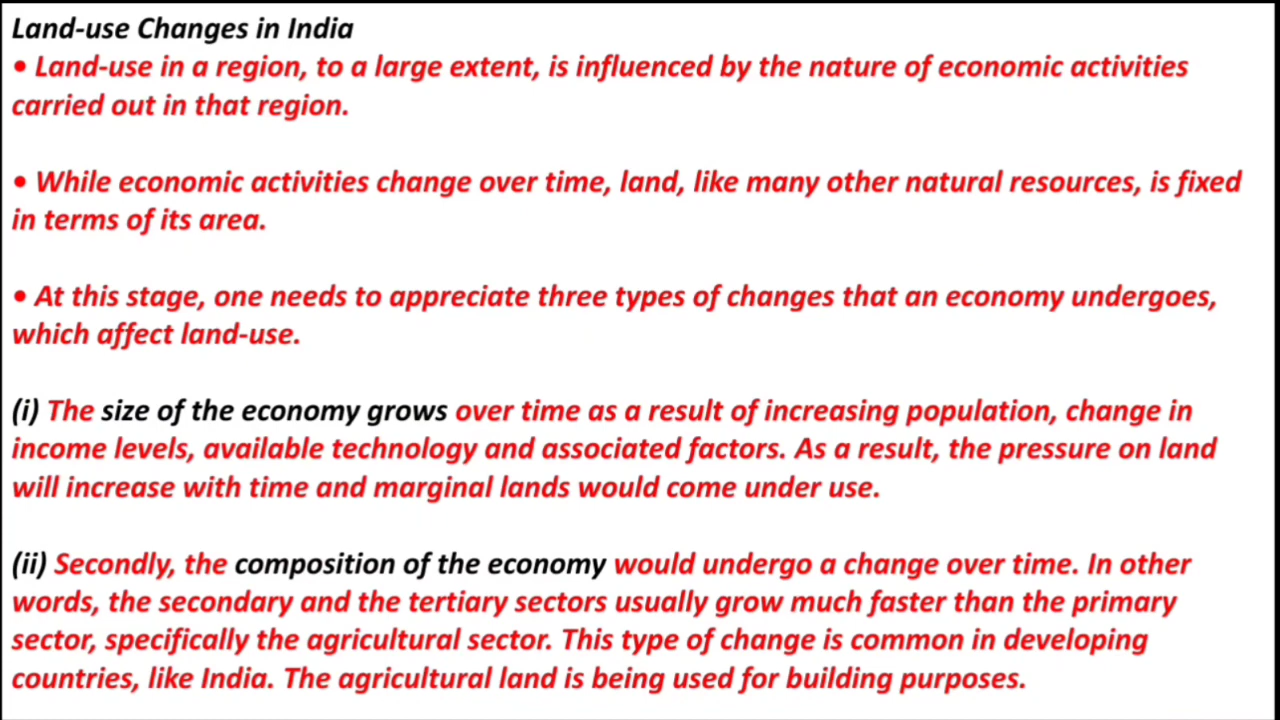 Land-use Changes in India
• Land-use in a region, to a large extent, is influenced by the nature of economic activities
carried out in that region.
• While economic activities change over time, land, like many other natural resources, is fixed
in terms of its area.
• At this stage, one needs to appreciate three types of changes that an economy undergoes,
which affect land-use.
(i) The size of the economy grows over time as a result of increasing population, change in
income levels, available technology and associated factors. As a result, the pressure on land
will increase with time and marginal lands would come under use.
(ii) Secondly, the composition of the economy would undergo a change over time. In other
words, the secondary and the tertiary sectors usually grow much faster than the primary
sector, specifically the agricultural sector. This type of change is common in developing
countries, like India. The agricultural land is being used for building purposes.